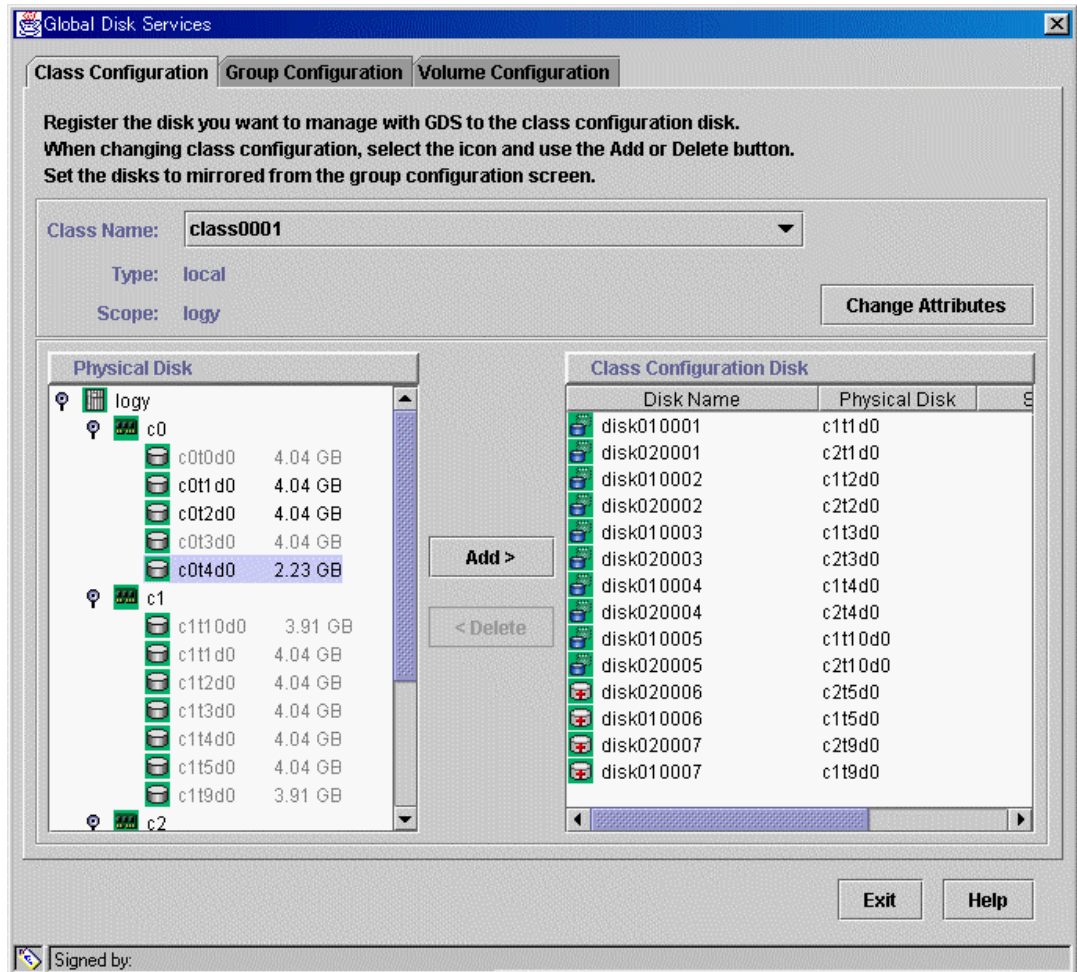 Global Disk Services
Class Configuration Group Configuration Volume Configuration
Register the disk you want to manage with GDS to the class configuration disk.
When changing class configuration, select the icon and use the Add or Delete button.
Set the disks to mirrored from the group configuration screen.
Class Name: class0001
Type: local
Scope: logy
Change Attributes
Physical Disk
logy
c0
c0t0d0 4.04 GB
c0t1d0 4.04 GB
c0t2d0 4.04 GB
c0t3d0 4.04 GB
c0t4d0 2.23 GB
c1
c1t10d0 3.91 GB
c1t1d0 4.04 GB
c1t2d0 4.04 GB
c1t3d0 4.04 GB
c1t4d0 4.04 GB
c1t5d0 4.04 GB
c1t9d0 3.91 GB
c2
Add >
< Delete
Class Configuration Disk
Disk Name Physical Disk
disk010001 c1t1d0
disk020001 c2t1d0
disk010002 c1t2d0
disk020002 c2t2d0
disk010003 c1t3d0
disk020003 c2t3d0
disk010004 c1t4d0
disk020004 c2t4d0
disk010005 c1t10d0
disk020005 c2t10d0
disk020006 c2t5d0
disk010006 c1t5d0
disk020007 c2t9d0
disk010007 c1t9d0
Exit Help
Signed by: